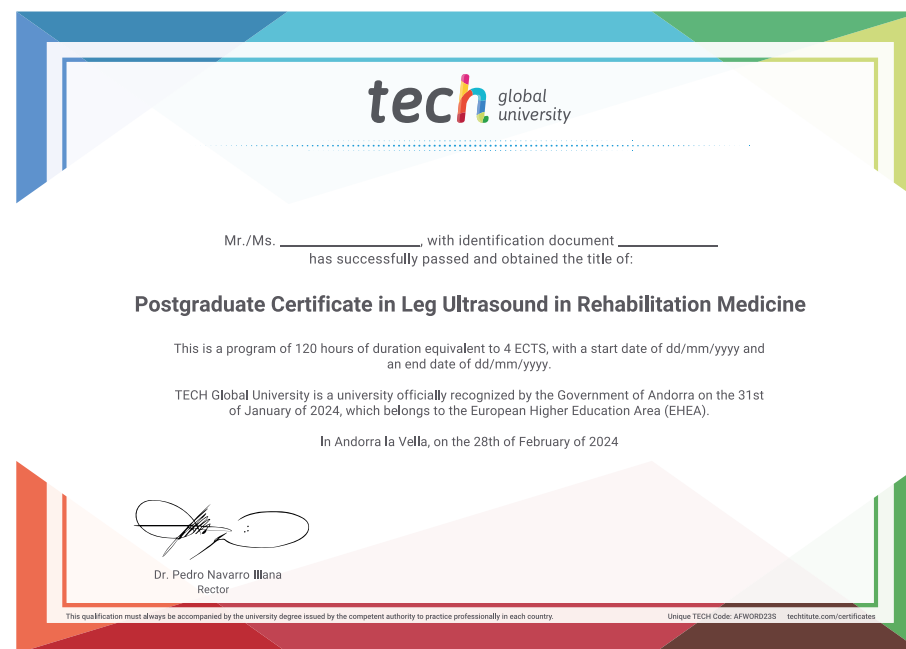 tech global
university
Mr./Ms. ____________________, with identification document ______________
has successfully passed and obtained the title of:
Postgraduate Certificate in Leg Ultrasound in Rehabilitation Medicine
This is a program of 120 hours of duration equivalent to 4 ECTS, with a start date of dd/mm/yyyy and
an end date of dd/mm/yyyy.
TECH Global University is a university officially recognized by the Government of Andorra on the 31st
of January of 2024, which belongs to the European Higher Education Area (EHEA).
In Andorra la Vella, on the 28th of February of 2024
Dr. Pedro Navarro Illana
Rector
This qualification must always be accompanied by the university degree issued by the competent authority to practice professionally in each country. Unique TECH Code: AFWORD23S techtitute.com/certificates